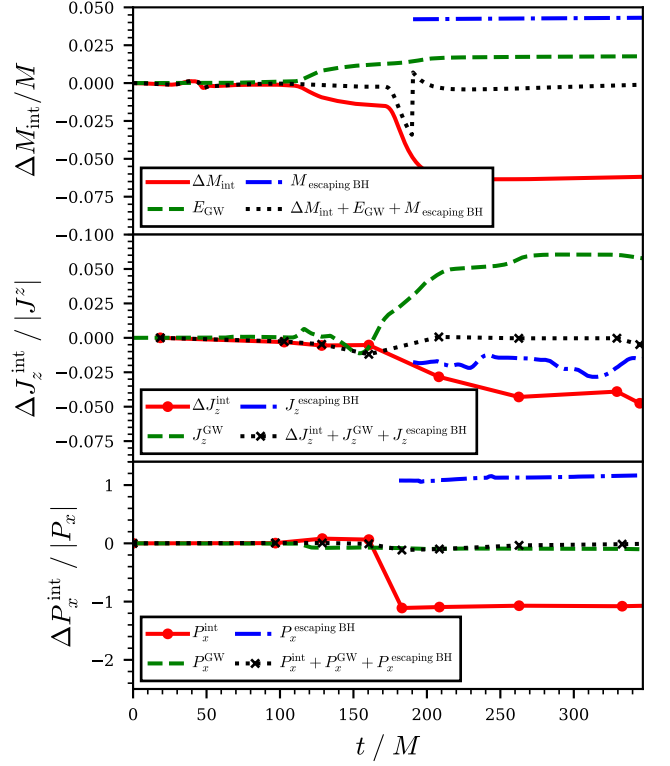 0.050
0.025
0.000
−0.025
−0.050
−0.075
−0.100
ΔM_int/M
ΔM_int
E_GW
M_escaping BH
ΔM_int + E_GW + M_escaping BH
0.050
0.025
0.000
−0.025
−0.050
−0.075
ΔJ_z^int / |J^z|
ΔJ_z^int
J_z^GW
J_z^escaping BH
ΔJ_z^int + J_z^GW + J_z^escaping BH
1
0
−1
−2
ΔP_x^int / |P_x|
P_x^int
P_x^GW
P_x^escaping BH
P_x^int + P_x^GW + P_x^escaping BH
0 50 100 150 200 250 300
t / M